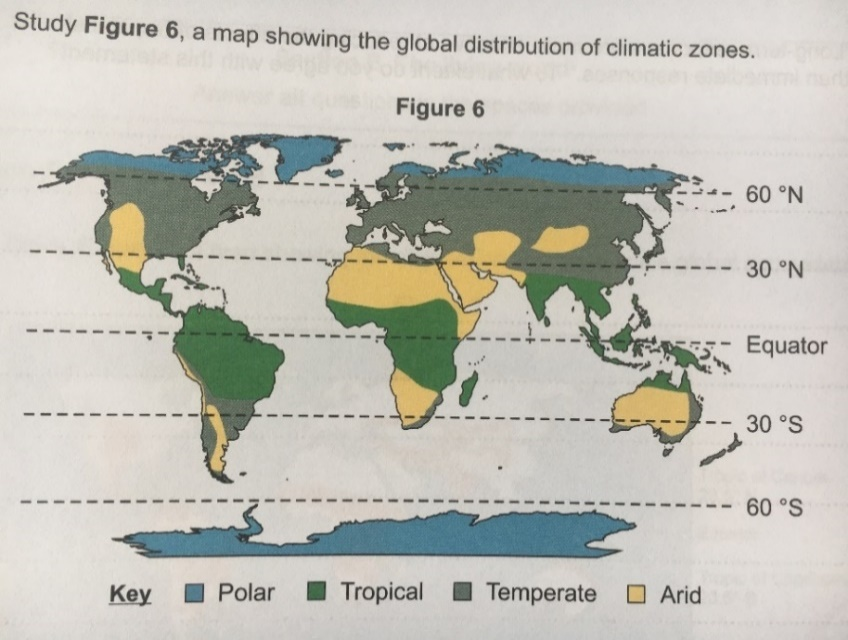 Study Figure 6, a map showing the global distribution of climatic zones.
Figure 6
60 °N
30 °N
Equator
30 °S
60 °S
Key Polar Tropical Temperate Arid